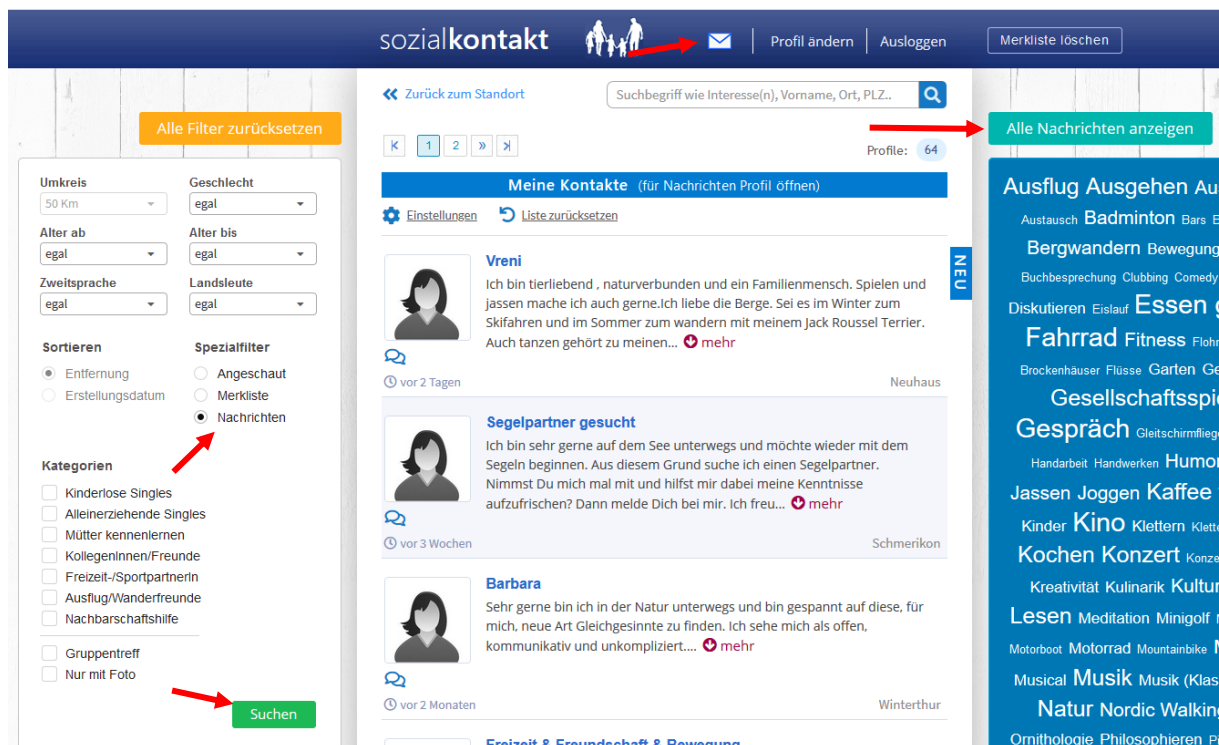 sozialkontakt
Profil ändern
Ausloggen
Merkliste löschen
Alle Filter zurücksetzen
Umkreis
Geschlecht
50 Km
egal
Alter ab
Alter bis
egal
egal
Zweitsprache
Landsleute
egal
egal
Sortieren
Spezialfilter
Entfernung
Angeschaut
Erstellungsdatum
Merkliste
Nachrichten
Kategorien
Kinderlose Singles
Alleinerziehende Singles
Mütter kennenlernen
KollegenInnen/Freunde
Freizeit-/SportpartnerIn
Ausflug/Wanderfreunde
Nachbarschaftshilfe
Gruppentreff
Nur mit Foto
Suchen
Zurück zum Standort
Suchbegriff wie Interesse(n), Vorname, Ort, PLZ..
1 2
Profile: 64
Meine Kontakte (für Nachrichten Profil öffnen)
Einstellungen
Liste zurücksetzen
NEU
Vreni
Ich bin tierliebend , naturverbunden und ein Familienmensch. Spielen und
jassen mache ich auch gerne.Ich liebe die Berge. Sei es im Winter zum
Skifahren und im Sommer zum wandern mit meinem Jack Roussel Terrier.
Auch tanzen gehört zu meinen... mehr
vor 2 Tagen
Neuhaus
Segelpartner gesucht
Ich bin sehr gerne auf dem See unterwegs und möchte wieder mit dem
Segeln beginnen. Aus diesem Grund suche ich einen Segelpartner.
Nimmst Du mich mal mit und hilfst mir dabei meine Kenntnisse
aufzufrischen? Dann melde Dich bei mir. Ich freu... mehr
vor 3 Wochen
Schmerikon
Barbara
Sehr gerne bin ich in der Natur unterwegs und bin gespannt auf diese, für
mich, neue Art Gleichgesinnte zu finden. Ich sehe mich als offen,
kommunikativ und unkompliziert.... mehr
vor 2 Monaten
Winterthur
Freizeit & Freundschaft & Bewegung
Alle Nachrichten anzeigen
Ausflug Ausgehen Au
Austausch Badminton Bars
Bergwandern Bewegung
Buchbesprechung Clubbing Comedy
Diskutieren Eislauf Essen g
Fahrrad Fitness Floh
Brockenhäuser Flüsse Garten Ge
Gesellschaftsspi
Gespräch Gleitschirmflieg
Handarbeit Handwerken Humor
Jassen Joggen Kaffee
Kinder Kino Klettern Klett
Kochen Konzert Konze
Kreativität Kulinarik Kultur
Lesen Meditation Minigolf
Motorboot Motorrad Mountainbike
Musical Musik Musik (Klas
Natur Nordic Walking
Ornithologie Philosophieren